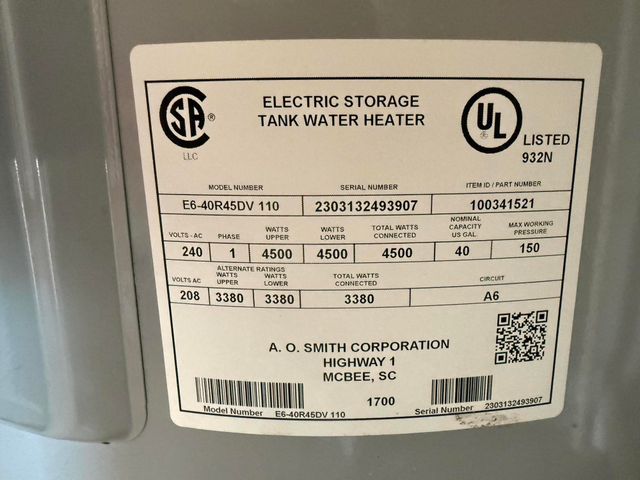 CSA ®
LLC
ELECTRIC STORAGE
TANK WATER HEATER
UL
®
LISTED
932N
MODEL NUMBER SERIAL NUMBER ITEM ID / PART NUMBER
E6-40R45DV 110 2303132493907 100341521
VOLTS - AC PHASE WATTS UPPER WATTS LOWER TOTAL WATTS CONNECTED NOMINAL CAPACITY US GAL. MAX WORKING PRESSURE
240 1 4500 4500 4500 40 150
ALTERNATE RATINGS
VOLTS AC WATTS UPPER WATTS LOWER TOTAL WATTS CONNECTED CIRCUIT
208 3380 3380 3380 A6
A. O. SMITH CORPORATION
HIGHWAY 1
MCBEE, SC
1700
Model Number E6-40R45DV 110 Serial Number 2303132493907